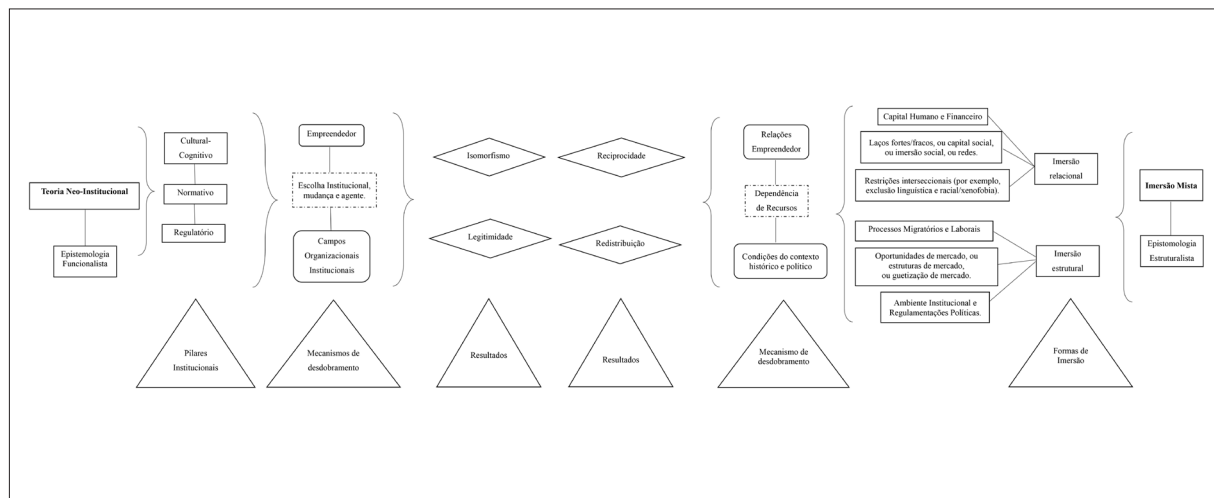 Teoria Neo-Institucional
Epistemologia
Funcionalista
Cultural-
Cognitivo
Normativo
Regulatório
Pilares
Institucionais
Empreendedor
Escolha Institucional,
mudança e agente.
Campos
Organizacionais
Institucionais
Mecanismos de
desdobramento
Isomorfismo
Legitimidade
Resultados
Reciprocidade
Redistribuição
Resultados
Relações
Empreendedor
Dependência
de Recursos
Condições do contexto
histórico e político
Mecanismo de
desdobramento
Capital Humano e Financeiro
Laços fortes/fracos, ou capital social,
ou imersão social, ou redes.
Restrições interseccionais (por exemplo,
exclusão linguística e racial/xenofobia).
Processos Migratórios e Laborais
Oportunidades de mercado, ou
estruturas de mercado,
ou guetização de mercado.
Ambiente Institucional e
Regulamentações Políticas.
Imersão
relacional
Imersão
estrutural
Formas de
Imersão
Imersão Mista
Epistomologia
Estruturalista